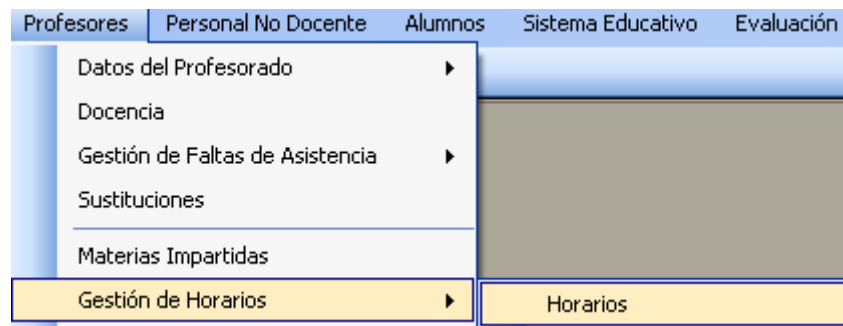 Profesores Personal No Docente Alumnos Sistema Educativo Evaluación
Datos del Profesorado
Docencia
Gestión de Faltas de Asistencia
Sustituciones
Materias Impartidas
Gestión de Horarios Horarios